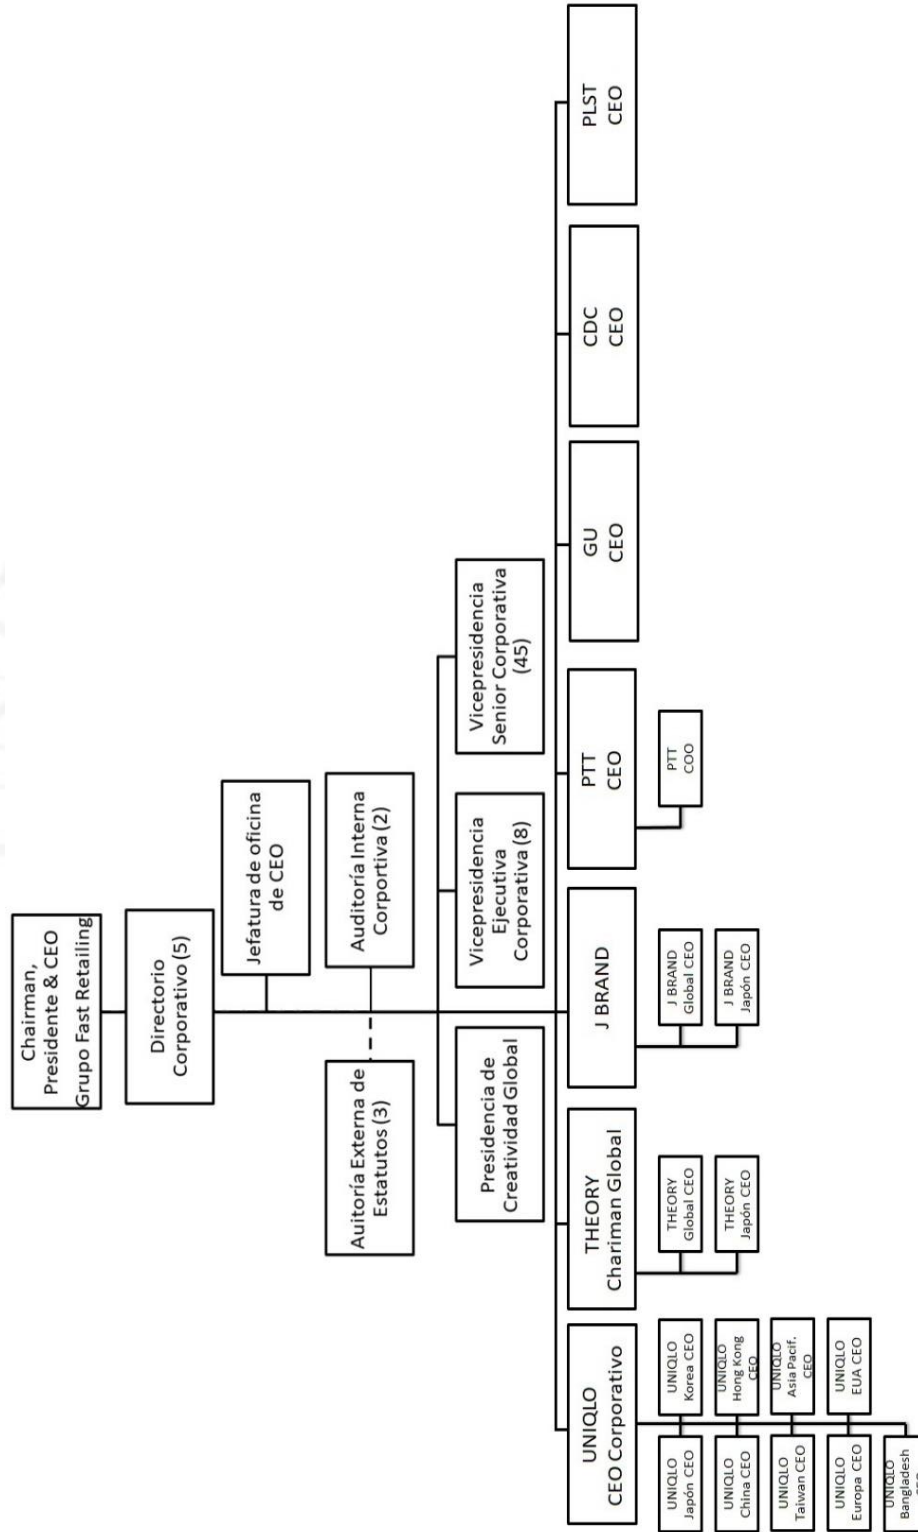 Chairman,
Presidente & CEO
Grupo Fast Retailing
Directorio
Corporativo (5)
Jefatura de oficina
de CEO
Auitoría Externa de
Estatutos (3)
Auditoría Interna
Corportiva (2)
Presidencia de
Creatividad Global
Vicepresidencia
Ejecutiva
Corporativa (8)
Vicepresidencia
Senior Corporativa
(45)
UNIQLO
CEO Corporativo
THEORY
Chariman Global
J BRAND
PTT
CEO
GU
CEO
CDC
CEO
PLST
CEO
UNIQLO
Japón CEO
UNIQLO
Korea CEO
UNIQLO
China CEO
UNIQLO
Hong Kong
CEO
UNIQLO
Taiwan CEO
UNIQLO
Asia Pacif.
CEO
UNIQLO
Europa CEO
UNIQLO
EUA CEO
UNIQLO
Bangladesh
THEORY
Global CEO
THEORY
Japón CEO
J BRAND
Global CEO
J BRAND
Japón CEO
PTT
COO